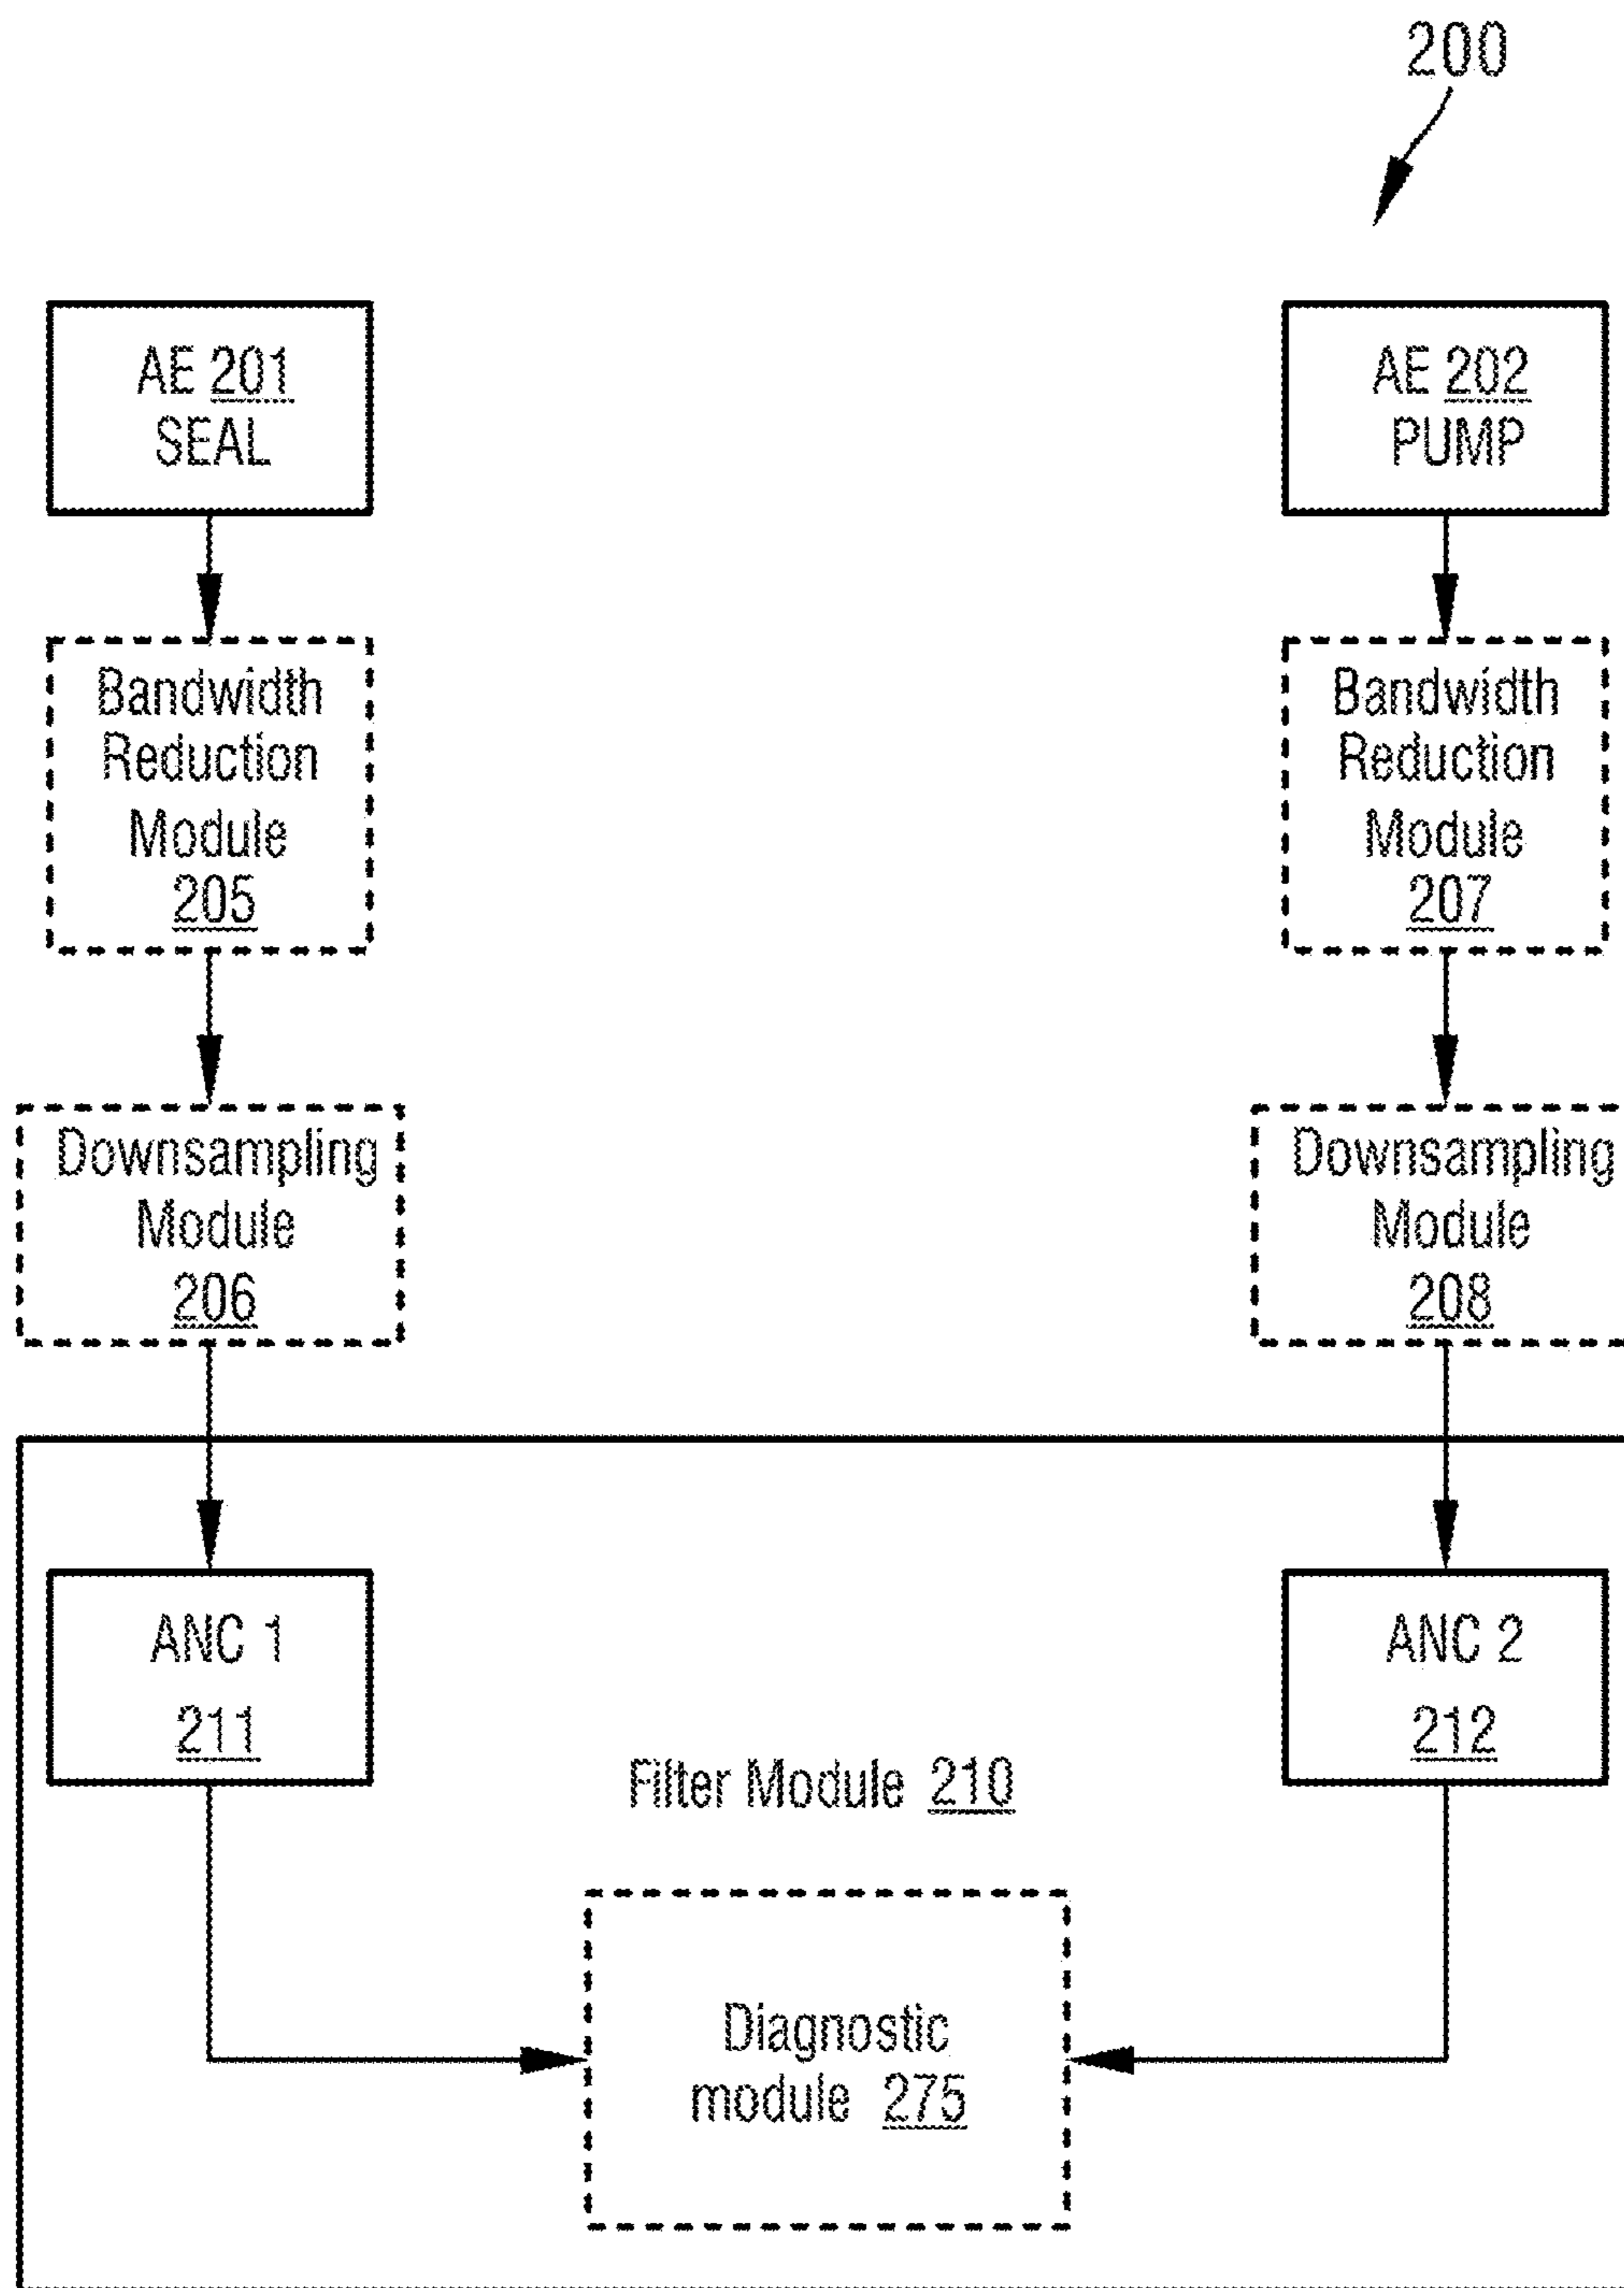 200
AE 201
SEAL
AE 202
PUMP
Bandwidth
Reduction
Module
205
Bandwidth
Reduction
Module
207
Downsampling
Module
206
Downsampling
Module
208
ANC 1
211
ANC 2
212
Filter Module 210
Diagnostic
module 275